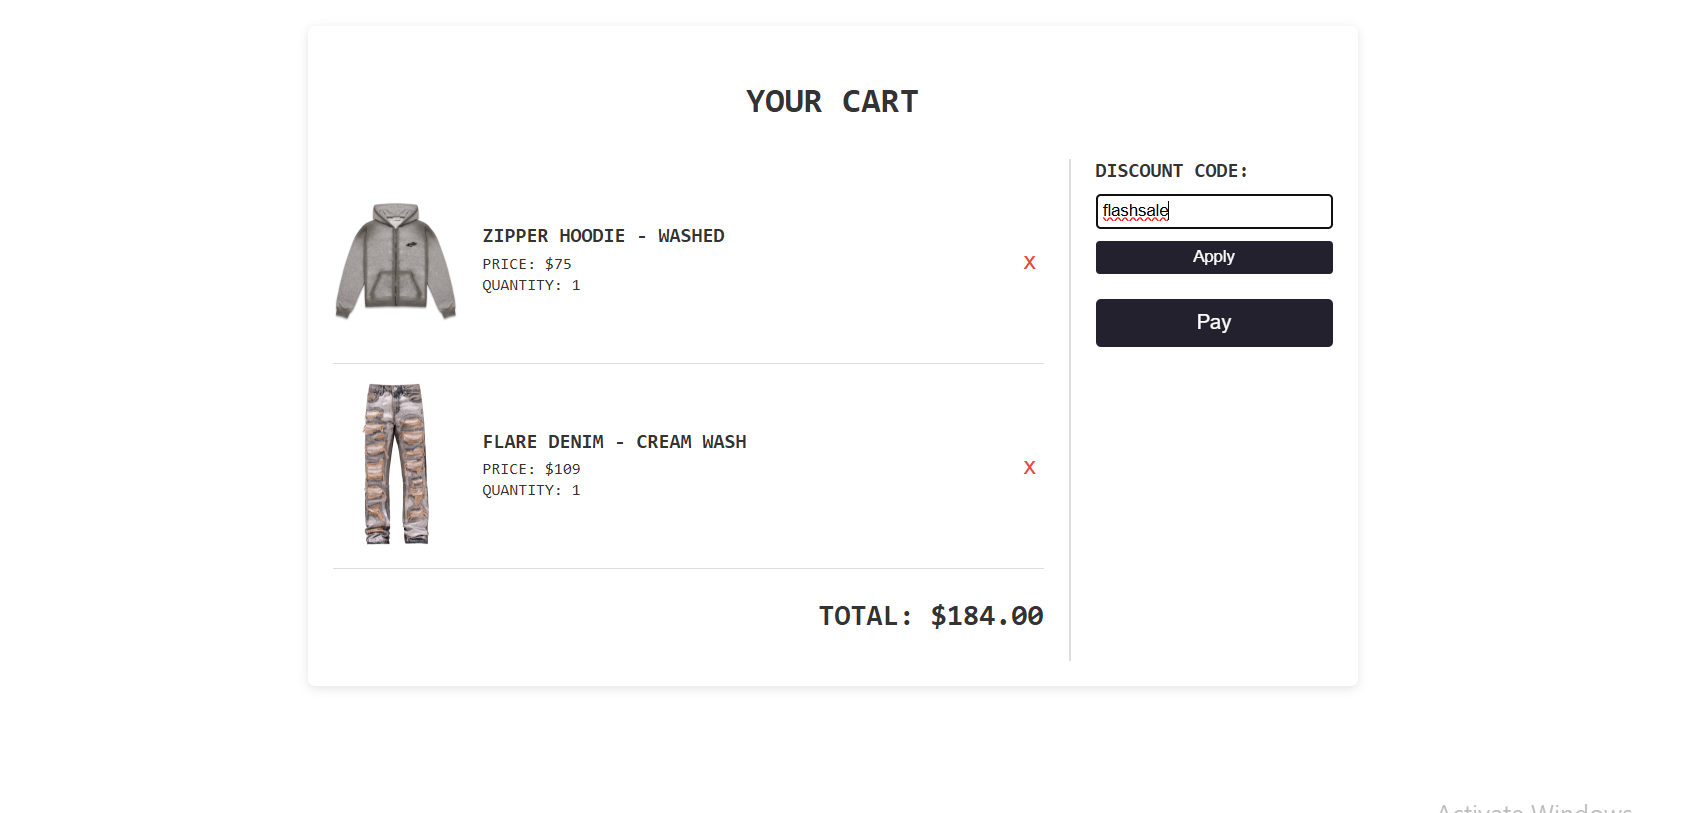 YOUR CART
ZIPPER HOODIE - WASHED
PRICE: $75
QUANTITY: 1
X
FLARE DENIM - CREAM WASH
PRICE: $109
QUANTITY: 1
X
TOTAL: $184.00
DISCOUNT CODE:
flashsale
Apply
Pay
Activate Windows